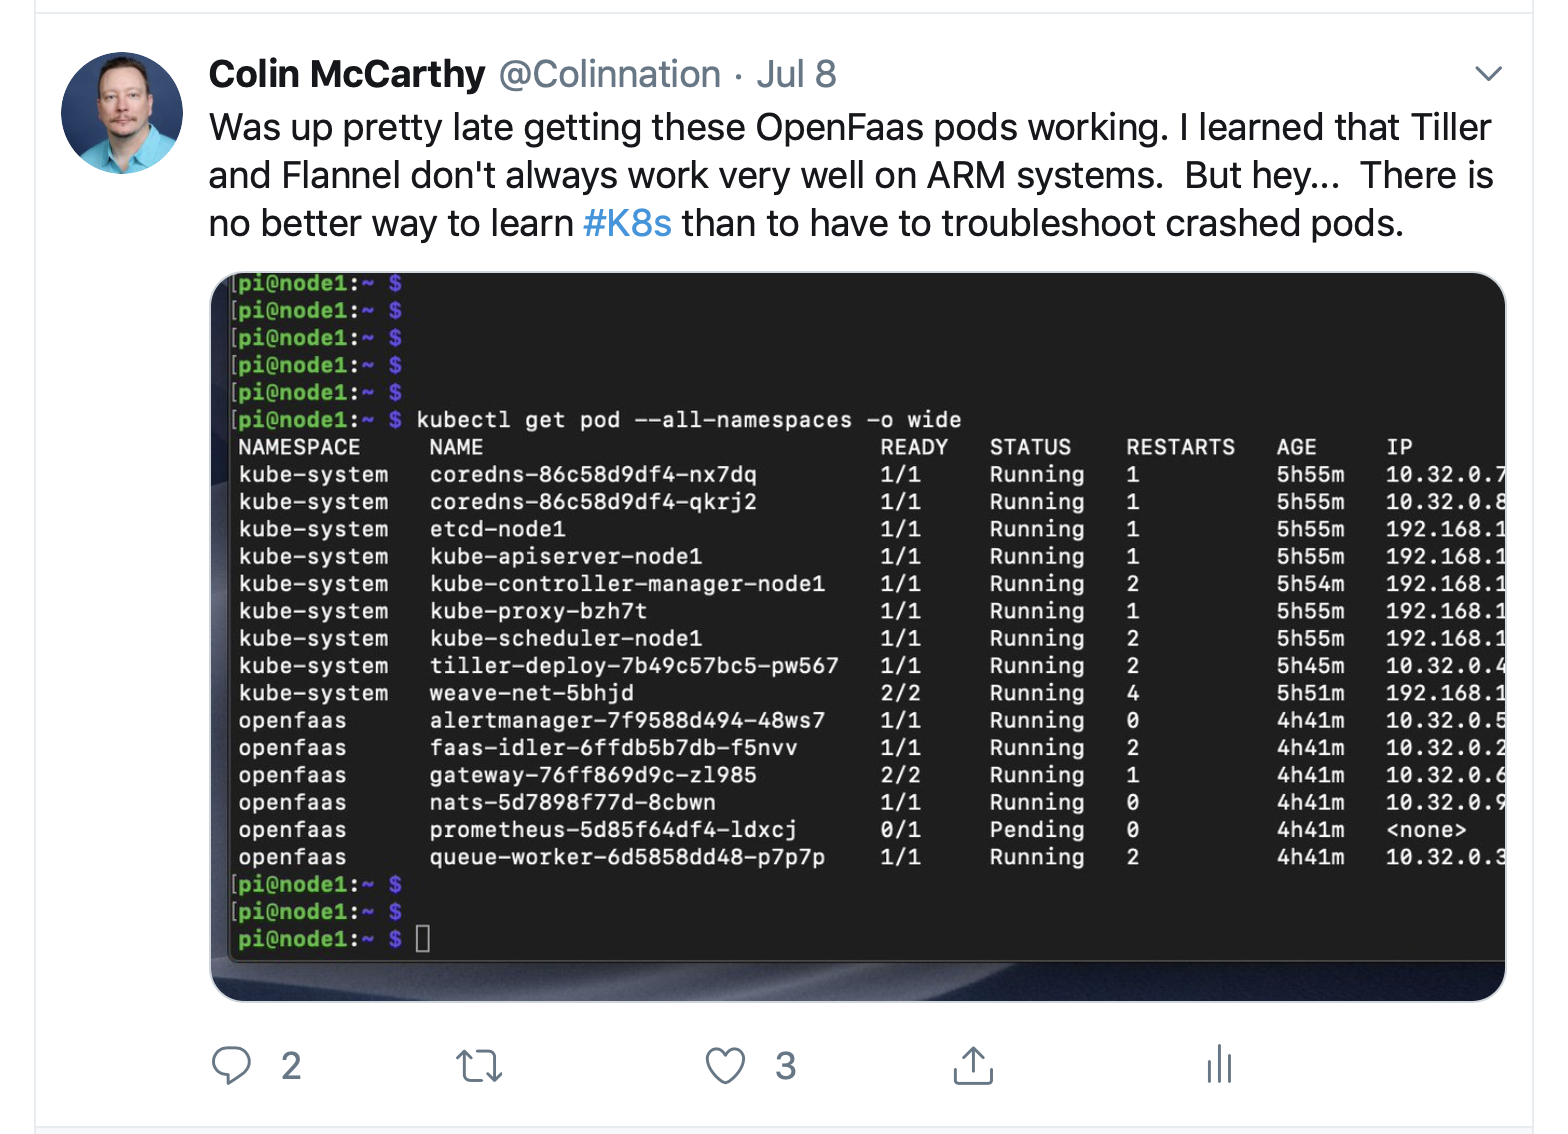 Colin McCarthy @Colinnation · Jul 8
Was up pretty late getting these OpenFaas pods working. I learned that Tiller
and Flannel don't always work very well on ARM systems.  But hey...  There is
no better way to learn #K8s than to have to troubleshoot crashed pods.
[pi@node1:~ $
[pi@node1:~ $
[pi@node1:~ $
[pi@node1:~ $
[pi@node1:~ $
[pi@node1:~ $ kubectl get pod --all-namespaces -o wide
NAMESPACE NAME READY STATUS RESTARTS AGE IP
kube-system coredns-86c58d9df4-nx7dq 1/1 Running 1 5h55m 10.32.0.7
kube-system coredns-86c58d9df4-qkrj2 1/1 Running 1 5h55m 10.32.0.8
kube-system etcd-node1 1/1 Running 1 5h55m 192.168.1
kube-system kube-apiserver-node1 1/1 Running 1 5h55m 192.168.1
kube-system kube-controller-manager-node1 1/1 Running 2 5h54m 192.168.1
kube-system kube-proxy-bzh7t 1/1 Running 1 5h55m 192.168.1
kube-system kube-scheduler-node1 1/1 Running 2 5h55m 192.168.1
kube-system tiller-deploy-7b49c57bc5-pw567 1/1 Running 2 5h45m 10.32.0.4
kube-system weave-net-5bhjd 2/2 Running 4 5h51m 192.168.1
openfaas alertmanager-7f9588d494-48ws7 1/1 Running 0 4h41m 10.32.0.5
openfaas faas-idler-6ffdb5b7db-f5nvv 1/1 Running 2 4h41m 10.32.0.2
openfaas gateway-76ff869d9c-zl985 2/2 Running 1 4h41m 10.32.0.6
openfaas nats-5d7898f77d-8cbwn 1/1 Running 0 4h41m 10.32.0.9
openfaas prometheus-5d85f64df4-ldxcj 0/1 Pending 0 4h41m <none>
openfaas queue-worker-6d5858dd48-p7p7p 1/1 Running 2 4h41m 10.32.0.3
[pi@node1:~ $
[pi@node1:~ $
pi@node1:~ $
2 3